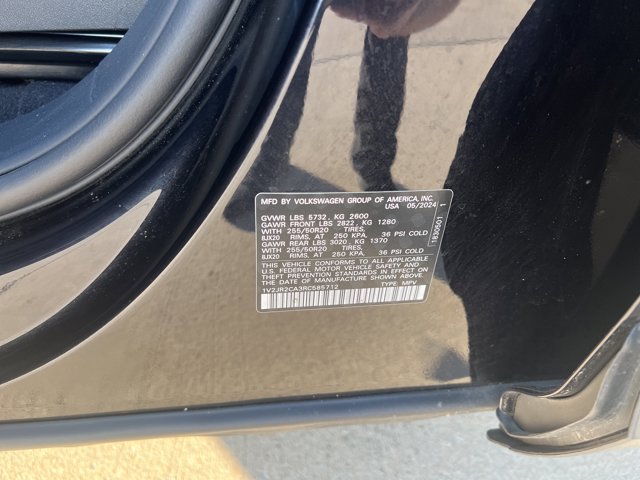 MFD BY VOLKSWAGEN GROUP OF AMERICA, INC.
USA 05/2024
GVWR LBS 5732, KG 2600
GAWR FRONT LBS 2822, KG 1280
WITH 255/50R20 TIRES,
8JX20 RIMS, AT 250 KPA, 36 PSI COLD
GAWR REAR LBS 3020, KG 1370
WITH 255/50R20 TIRES,
8JX20 RIMS, AT 250 KPA, 36 PSI COLD
THIS VEHICLE CONFORMS TO ALL APPLICABLE
U.S. FEDERAL MOTOR VEHICLE SAFETY AND
THEFT PREVENTION STANDARDS IN EFFECT ON
THE DATE OF MANUFACTURE SHOWN ABOVE.
1V2JR2CA3RC585712 TYPE MPV
1830501 1